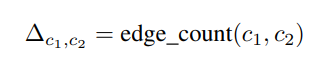 Δ_{c_1,c_2} = edge_count(c_1, c_2)